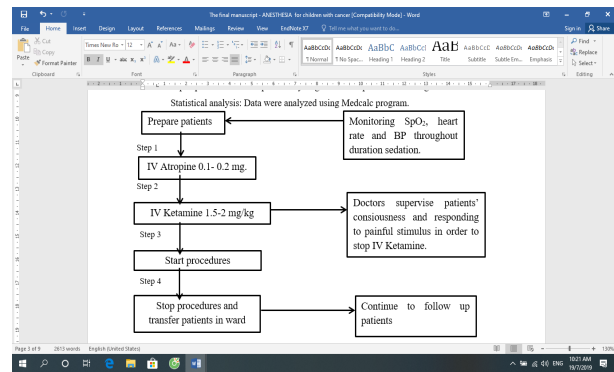 The final manuscript - ANESTHESIA for children with cancer [Compatibility Mode] - Word
File Home Insert Design Layout References Mailings Review View EndNote X7 Tell me what you want to do... Sign in Share
Cut
Copy
Format Painter
Paste
Times New Ro 12
AaBbCcDc AaBbCcDc AaBbC AaBbCcI AaB AaBbCcC AaBbCcDc AaBbCcDc
1 Normal 1 No Spac... Heading 1 Heading 2 Title Subtitle Subtle Em... Emphasis
Find
Replace
Select
Clipboard Font Paragraph Styles Editing
Statistical analysis: Data were analyzed using Medcalc program.
Prepare patients
Monitoring SpO₂, heart
rate and BP throughout
duration sedation.
Step 1
IV Atropine 0.1- 0.2 mg.
Step 2
IV Ketamine 1.5-2 mg/kg
Doctors supervise patients'
consiousness and responding
to painful stimulus in order to
stop IV Ketamine.
Step 3
Start procedures
Step 4
Stop procedures and
transfer patients in ward
Continue to follow up
patients
Page 3 of 9 2613 words English (United States) 130%
ENG
10:21 AM
19/7/2019